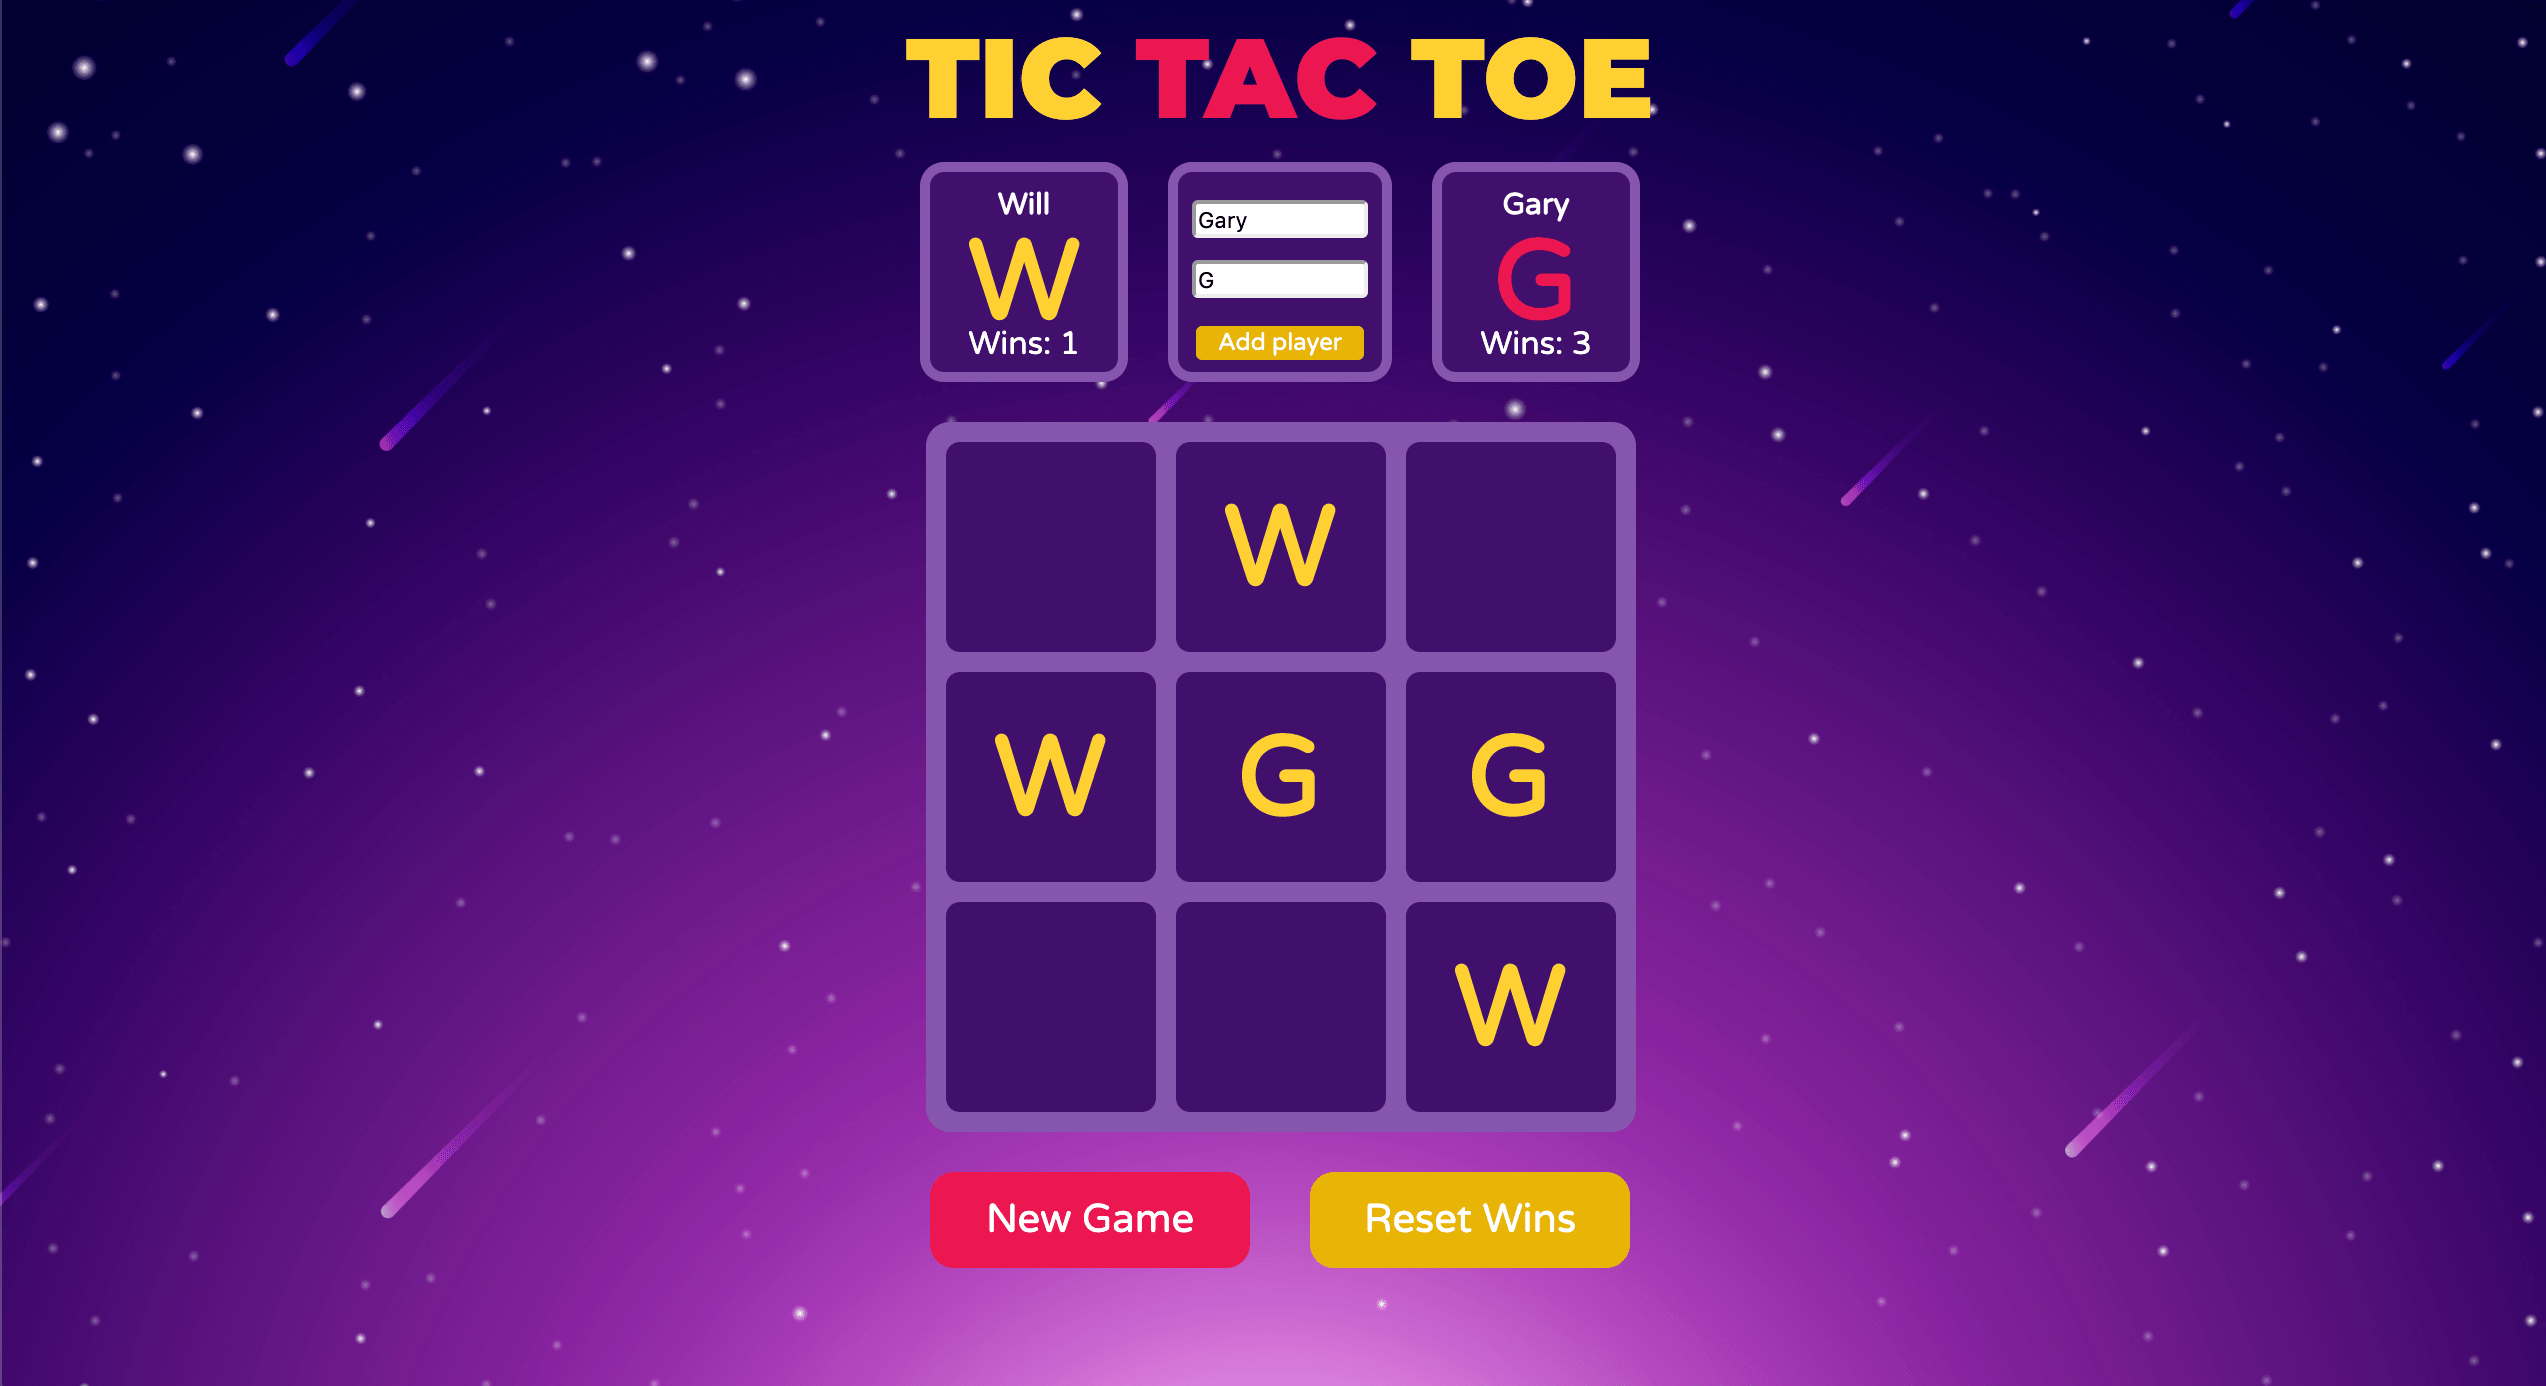 TIC TAC TOE
Will
W
Wins: 1
Gary
G
Add player
Gary
G
Wins: 3
W
W G G
W
New Game
Reset Wins